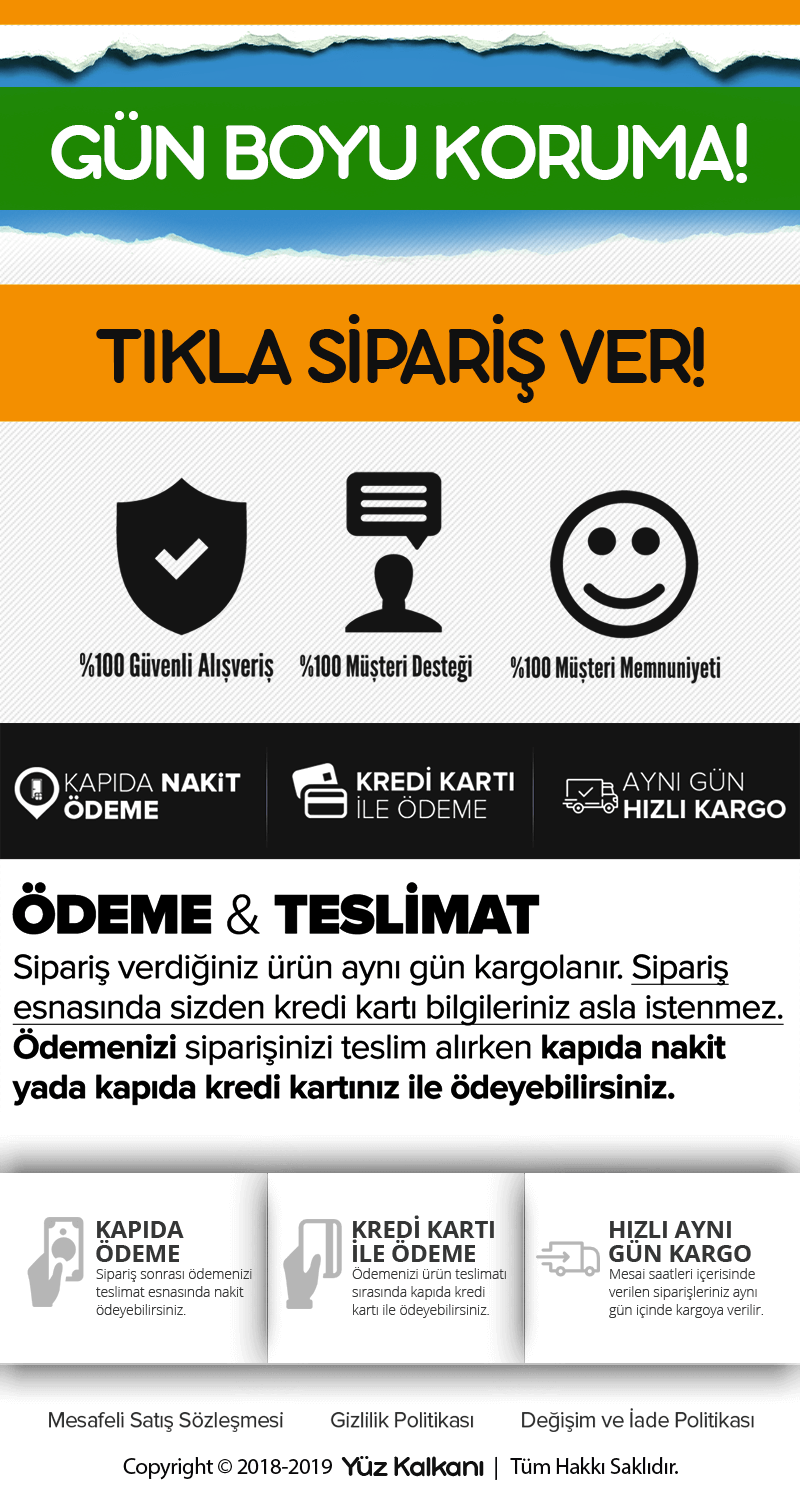 GÜN BOYU KORUMA!
TIKLA SİPARİŞ VER!
%100 Güvenli Alışveriş
%100 Müşteri Desteği
%100 Müşteri Memnuniyeti
KAPIDA NAKİT
ÖDEME
KREDİ KARTI
İLE ÖDEME
AYNI GÜN
HIZLI KARGO
ÖDEME & TESLİMAT
Sipariş verdiğiniz ürün aynı gün kargolanır. Sipariş
esnasında sizden kredi kartı bilgileriniz asla istenmez.
Ödemenizi siparişinizi teslim alırken kapıda nakit
yada kapıda kredi kartınız ile ödeyebilirsiniz.
KAPIDA
ÖDEME
Sipariş sonrası ödemenizi
teslimat esnasında nakit
ödeyebilirsiniz.
KREDİ KARTI
İLE ÖDEME
Ödemenizi ürün teslimatı
sırasında kapıda kredi
kartı ile ödeyebilirsiniz.
HIZLI AYNI
GÜN KARGO
Mesai saatleri içerisinde
verilen siparişleriniz aynı
gün içinde kargoya verilir.
Mesafeli Satış Sözleşmesi
Gizlilik Politikası
Değişim ve İade Politikası
Copyright © 2018-2019 Yüz Kalkanı | Tüm Hakkı Saklıdır.